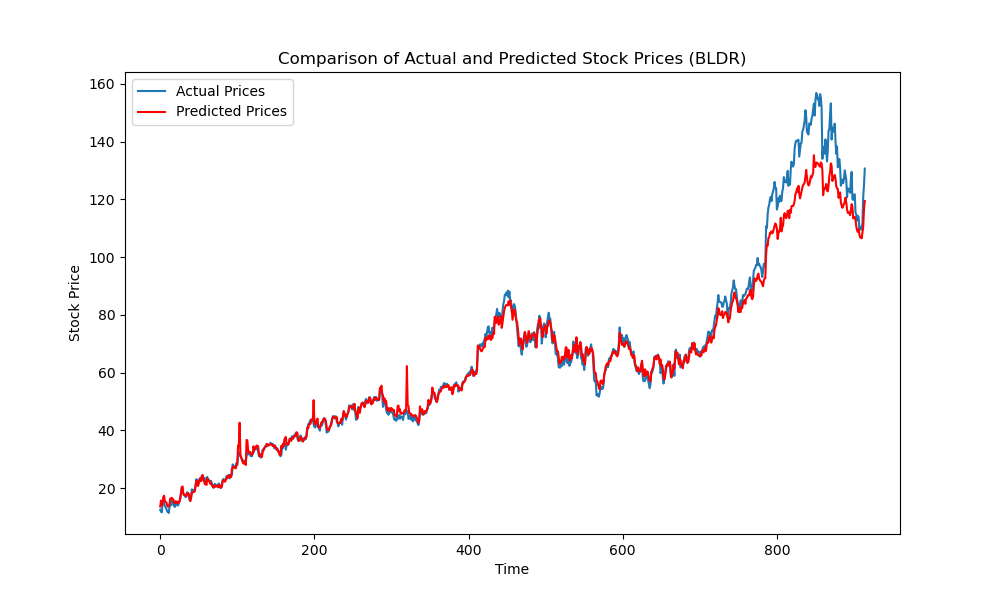 Comparison of Actual and Predicted Stock Prices (BLDR)
Actual Prices
Predicted Prices
160
140
120
100
80
60
40
20
Stock Price
0 200 400 600 800
Time